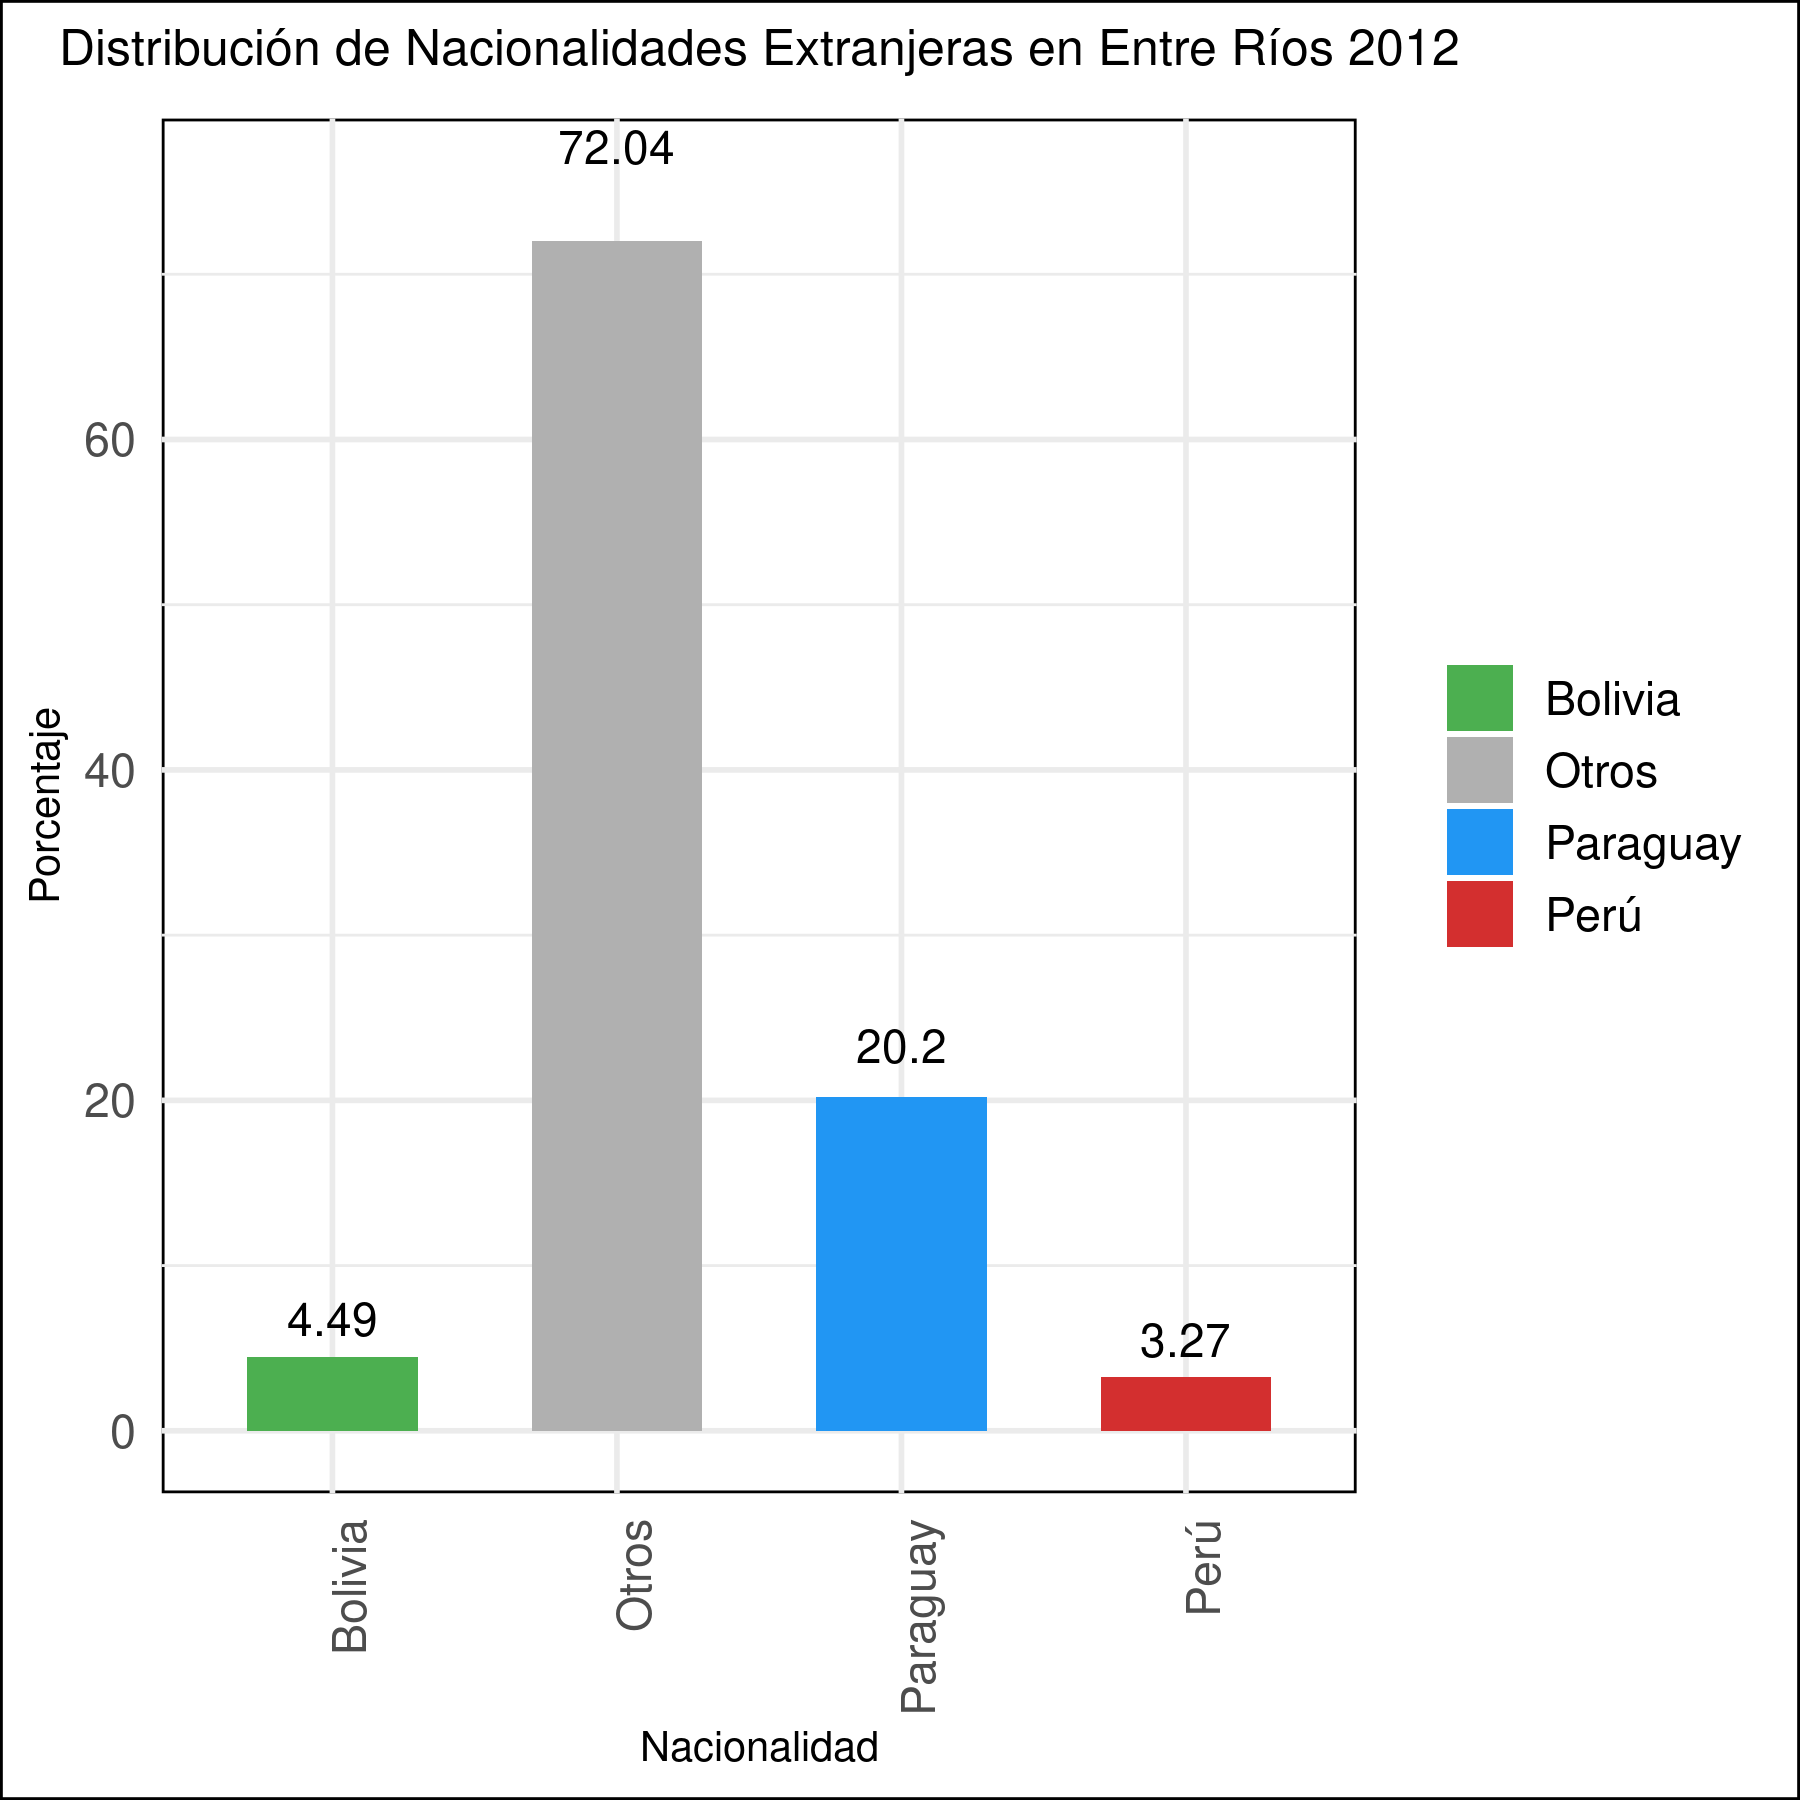 Distribución de Nacionalidades Extranjeras en Entre Ríos 2012
72.04
60
40
20
0
Porcentaje
4.49
20.2
3.27
Bolivia
Otros
Paraguay
Perú
Nacionalidad
Bolivia
Otros
Paraguay
Perú